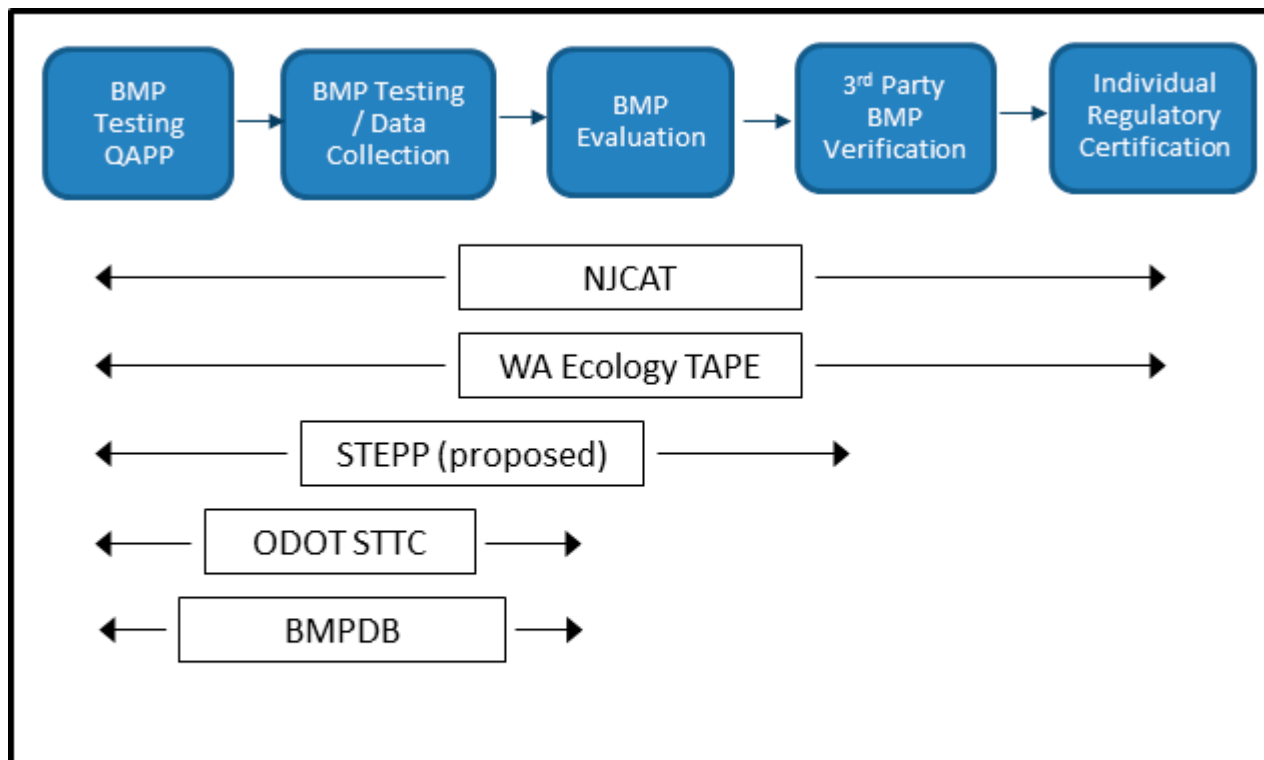 BMP
Testing
QAPP
BMP Testing
/ Data
Collection
BMP
Evaluation
3rd Party
BMP
Verification
Individual
Regulatory
Certification
NJCAT
WA Ecology TAPE
STEPP (proposed)
ODOT STTC
BMPDB